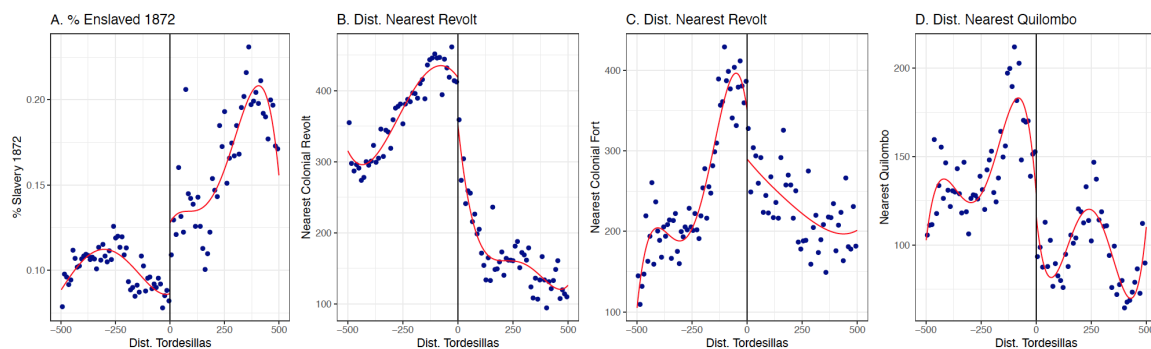 A. % Enslaved 1872
% Slavery 1872
0.20
0.15
0.10
−500
−250
0
250
500
Dist. Tordesillas
B. Dist. Nearest Revolt
Nearest Colonial Revolt
400
300
200
100
−500
−250
0
250
500
Dist. Tordesillas
C. Dist. Nearest Revolt
Nearest Colonial Fort
400
300
200
100
−500
−250
0
250
500
Dist. Tordesillas
D. Dist. Nearest Quilombo
Nearest Quilombo
200
150
100
−500
−250
0
250
500
Dist. Tordesillas